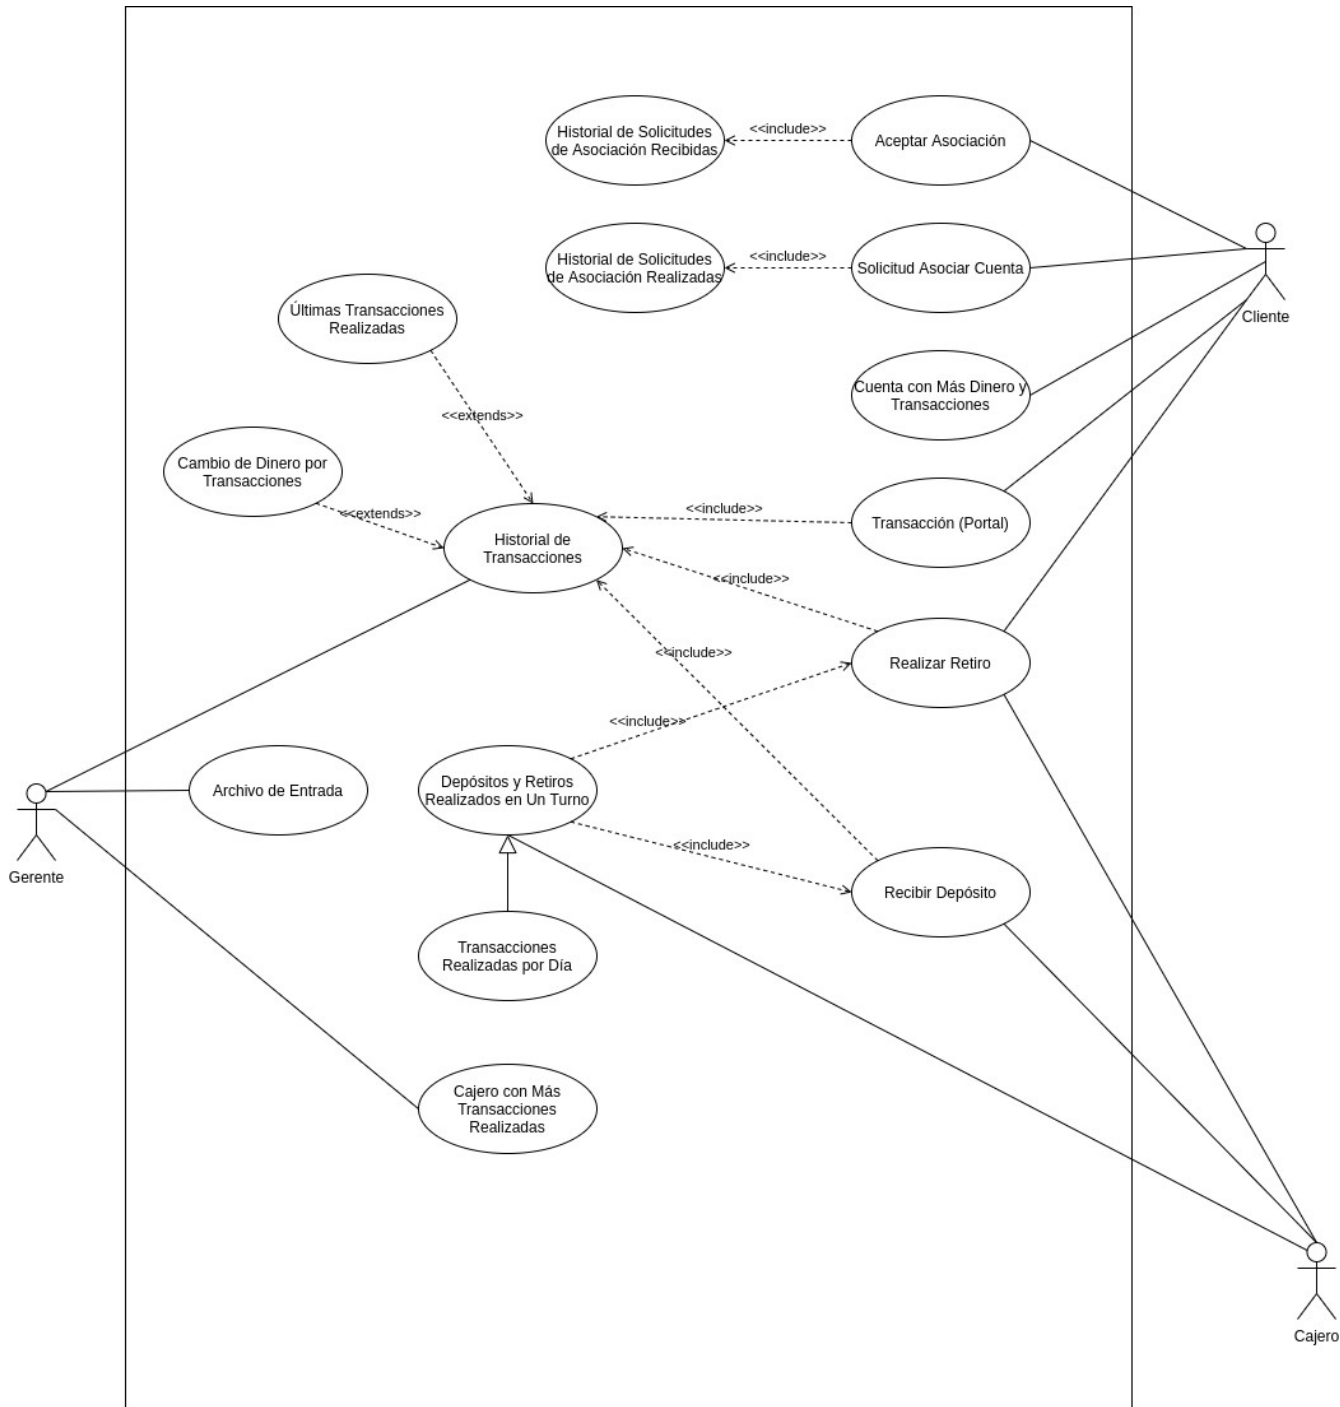 <<include>>
Historial de Solicitudes
de Asociación Recibidas
Aceptar Asociación
<<include>>
Historial de Solicitudes
de Asociación Realizadas
Solicitud Asociar Cuenta
Cliente
Últimas Transacciones
Realizadas
Cuenta con Más Dinero y
Transacciones
<<extends>>
Cambio de Dinero por
Transacciones
<<extends>>
<<include>>
Transacción (Portal)
Historial de
Transacciones
<<include>>
<<include>>
Realizar Retiro
<<include>>
Archivo de Entrada
Depósitos y Retiros
Realizados en Un Turno
<<include>>
Gerente
Recibir Depósito
Transacciones
Realizadas por Día
Cajero con Más
Transacciones
Realizadas
Cajero